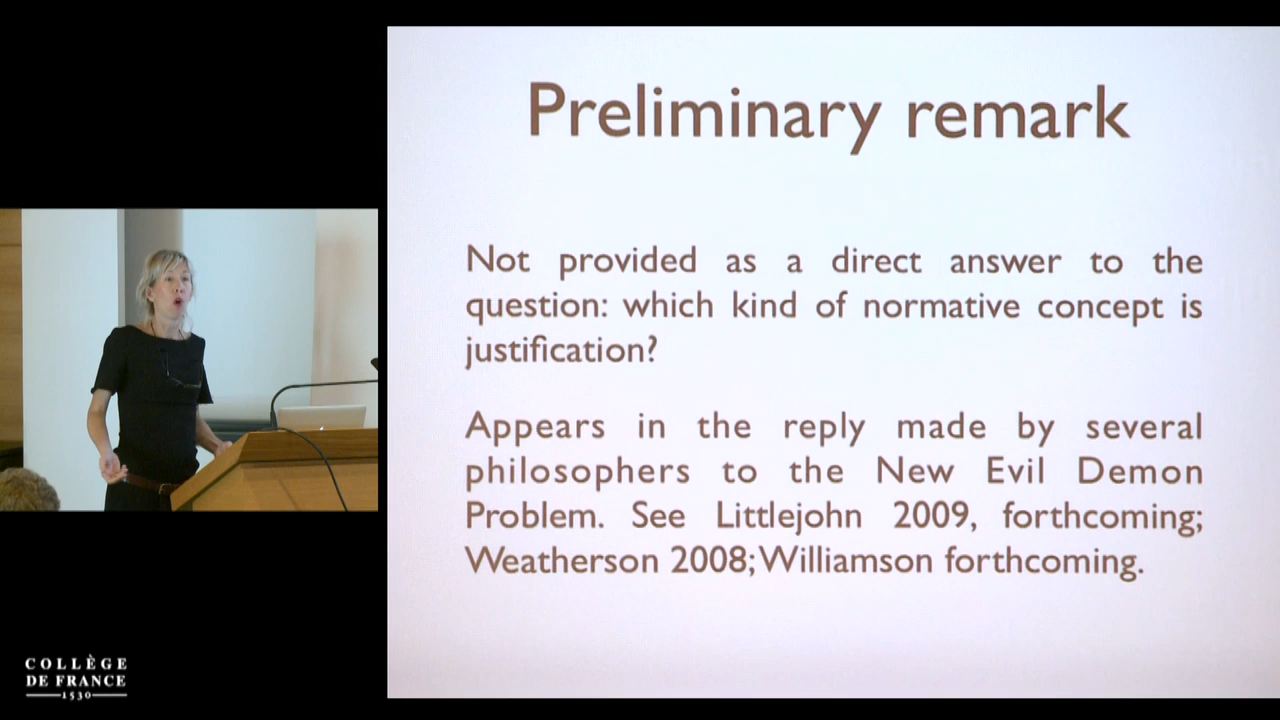 Preliminary remark
Not provided as a direct answer to the
question: which kind of normative concept is
justification?
Appears in the reply made by several
philosophers to the New Evil Demon
Problem. See Littlejohn 2009, forthcoming;
Weatherson 2008; Williamson forthcoming.
COLLÈGE
DE FRANCE
1530